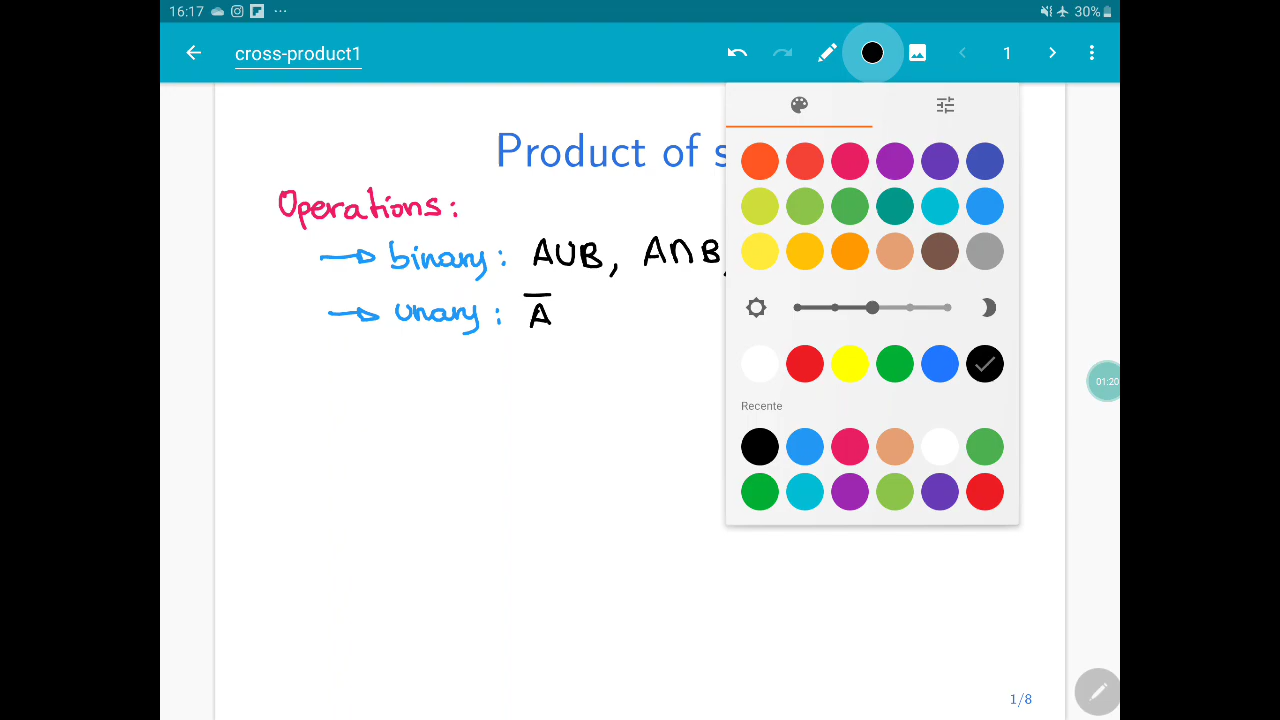 16:17 ... 30%
cross-product1
1
Product of s
Operations:
binary: A∪B, A∩B,
unary: A̅
Recente
01:20
1/8